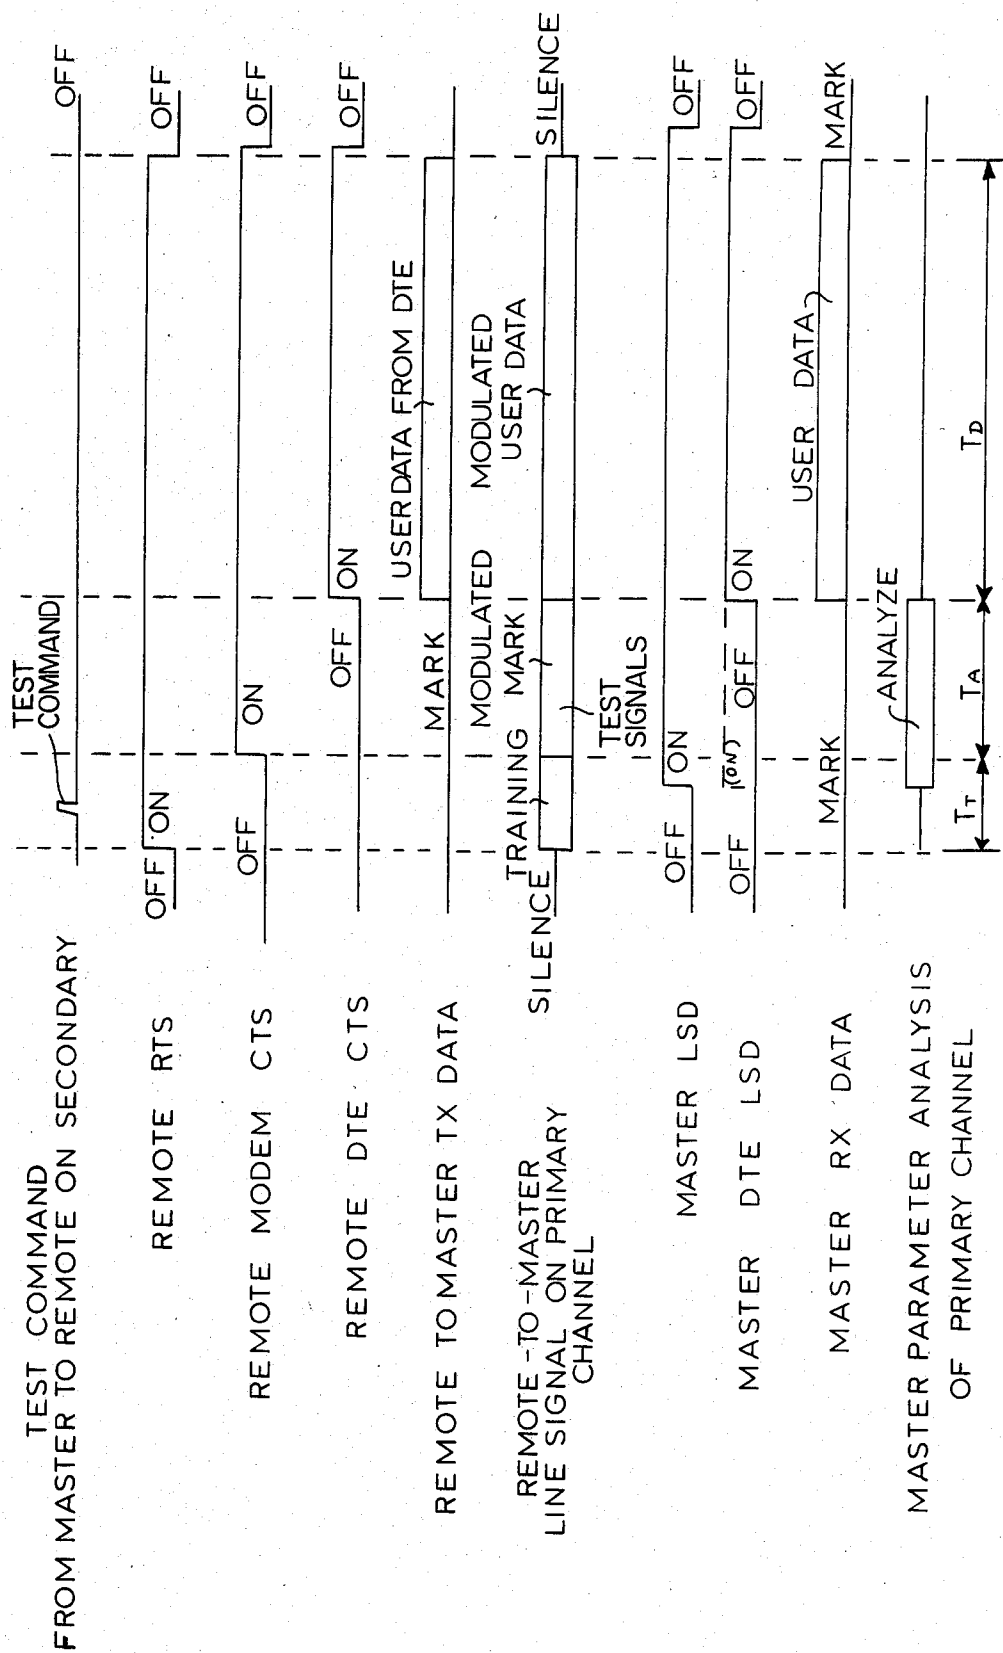 TEST COMMAND
FROM MASTER TO REMOTE ON SECONDARY
TEST
COMMAND
OFF
REMOTE RTS
OFF
ON
OFF
REMOTE MODEM CTS
OFF
ON
OFF
REMOTE DTE CTS
OFF
ON
OFF
REMOTE TO MASTER TX DATA
MARK
USER DATA FROM DTE
REMOTE-TO-MASTER
LINE SIGNAL ON PRIMARY
CHANNEL
SILENCE
TRAINING
MODULATED
MARK
TEST
SIGNALS
MODULATED
USER DATA
SILENCE
MASTER LSD
OFF
ON
OFF
MASTER DTE LSD
OFF
(ON)
OFF
ON
OFF
MASTER RX DATA
MARK
USER DATA
MARK
MASTER PARAMETER ANALYSIS
OF PRIMARY CHANNEL
ANALYZE
TT
TA
TD